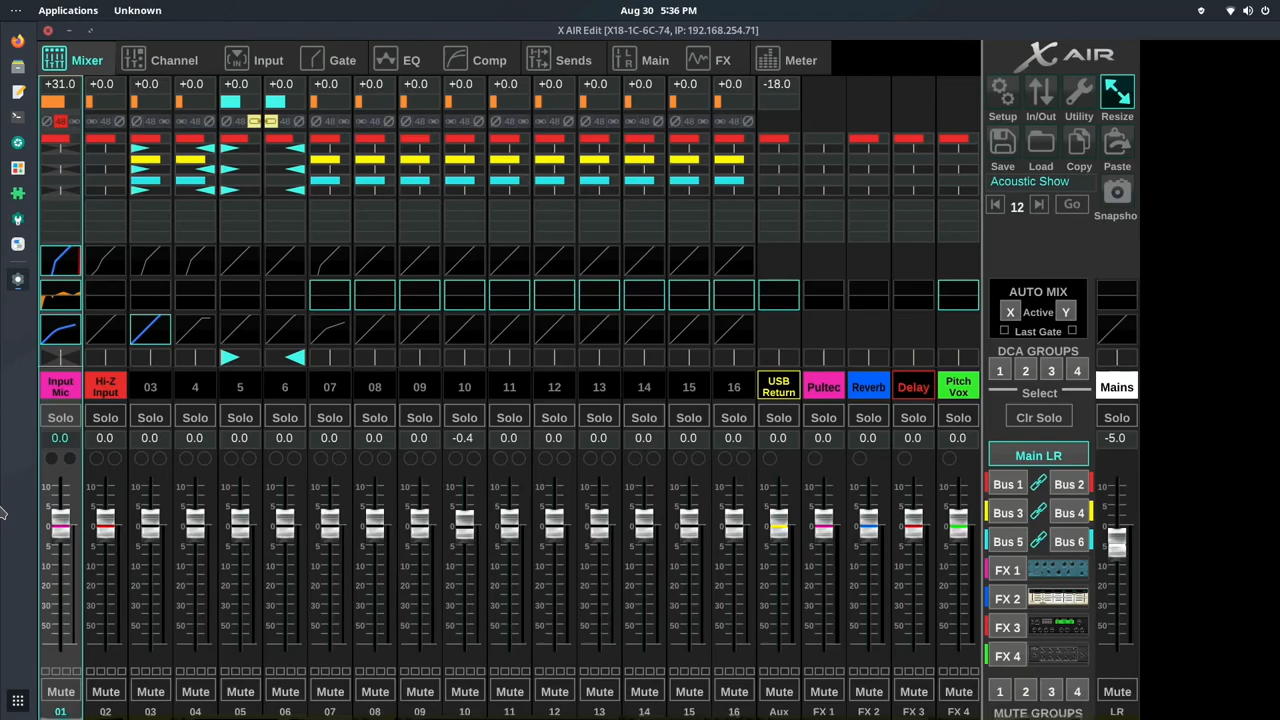 Applications Unknown Aug 30 5:36 PM
X AIR Edit [X18-1C-6C-74, IP: 192.168.254.71]
Mixer Channel Input Gate EQ Comp Sends Main FX Meter
X AIR
+31.0 +0.0 +0.0 +0.0 +0.0 +0.0 +0.0 +0.0 +0.0 +0.0 +0.0 +0.0 +0.0 +0.0 +0.0 +0.0 -18.0
Setup In/Out Utility Resize
Save Load Copy Paste
Acoustic Show
12 Go
Snapsho
AUTO MIX
X Active Y
Last Gate
DCA GROUPS
1 2 3 4
Select
Clr Solo
Input Mic Hi-Z Input 03 4 5 6 07 08 09 10 11 12 13 14 15 16 USB Return Pultec Reverb Delay Pitch Vox Mains
Solo Solo Solo Solo Solo Solo Solo Solo Solo Solo Solo Solo Solo Solo Solo Solo Solo Solo Solo Solo Solo Solo
0.0 0.0 0.0 0.0 0.0 0.0 0.0 0.0 0.0 -0.4 0.0 0.0 0.0 0.0 0.0 0.0 0.0 0.0 0.0 0.0 0.0 -5.0
Main LR
Bus 1 Bus 2
Bus 3 Bus 4
Bus 5 Bus 6
FX 1
FX 2
FX 3
FX 4
Mute Mute Mute Mute Mute Mute Mute Mute Mute Mute Mute Mute Mute Mute Mute Mute Mute Mute Mute Mute Mute 1 2 3 4 Mute
01 02 03 04 05 06 07 08 09 10 11 12 13 14 15 16 Aux FX 1 FX 2 FX 3 FX 4 MUTE GROUPS LR